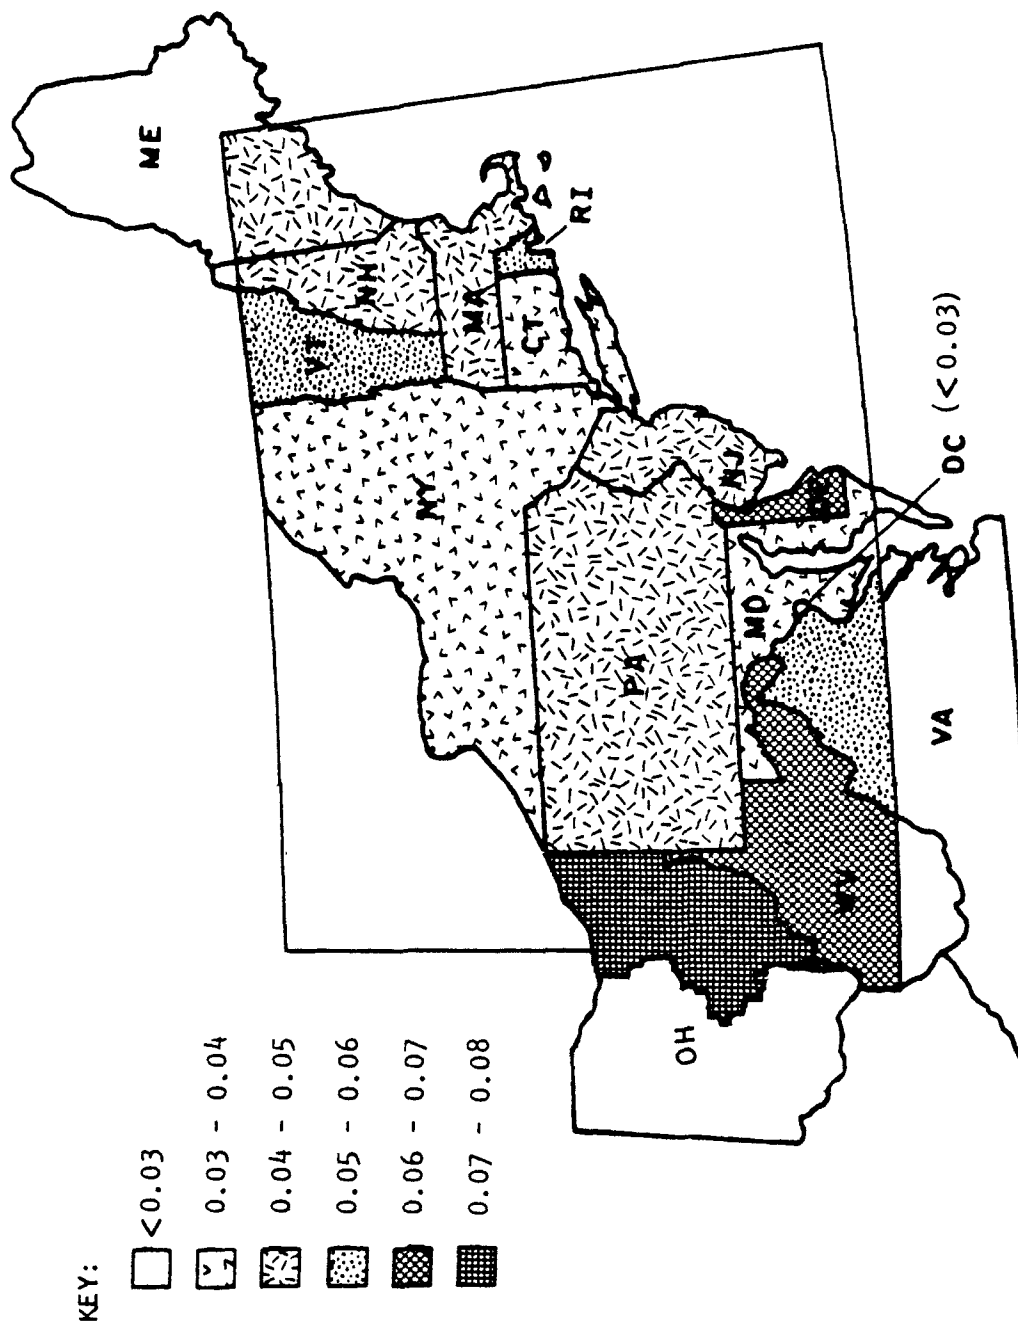 KEY:
<0.03
0.03 - 0.04
0.04 - 0.05
0.05 - 0.06
0.06 - 0.07
0.07 - 0.08
ME
VT
NH
MA
RI
CT
NY
NJ
PA
DE
MD
DC (<0.03)
OH
WV
VA